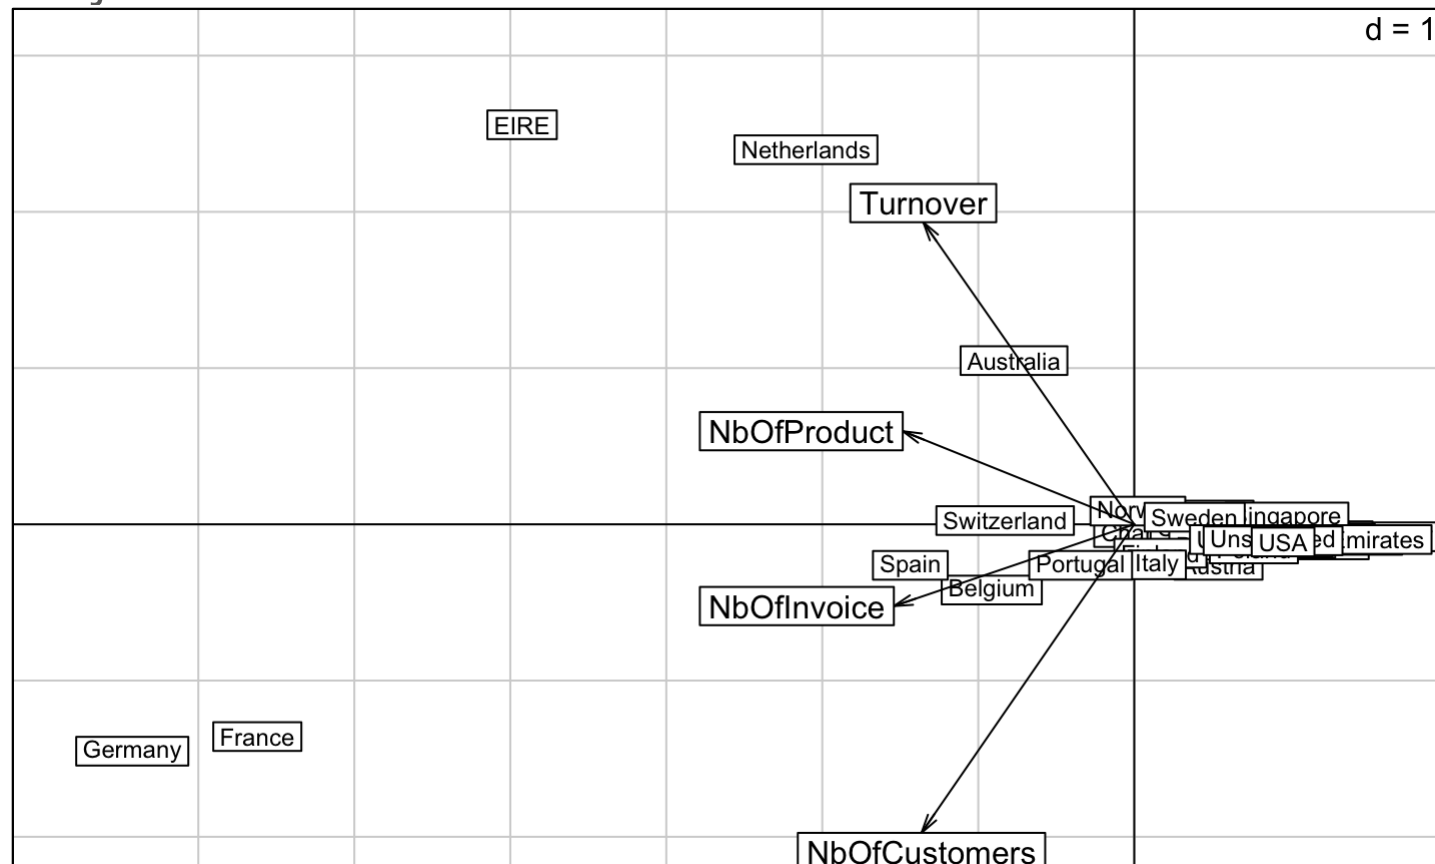 d = 1
EIRE
Netherlands
Turnover
Australia
NbOfProduct
Switzerland
Sweden
USA
Spain
Portugal
Italy
Belgium
NbOfInvoice
Germany
France
NbOfCustomers